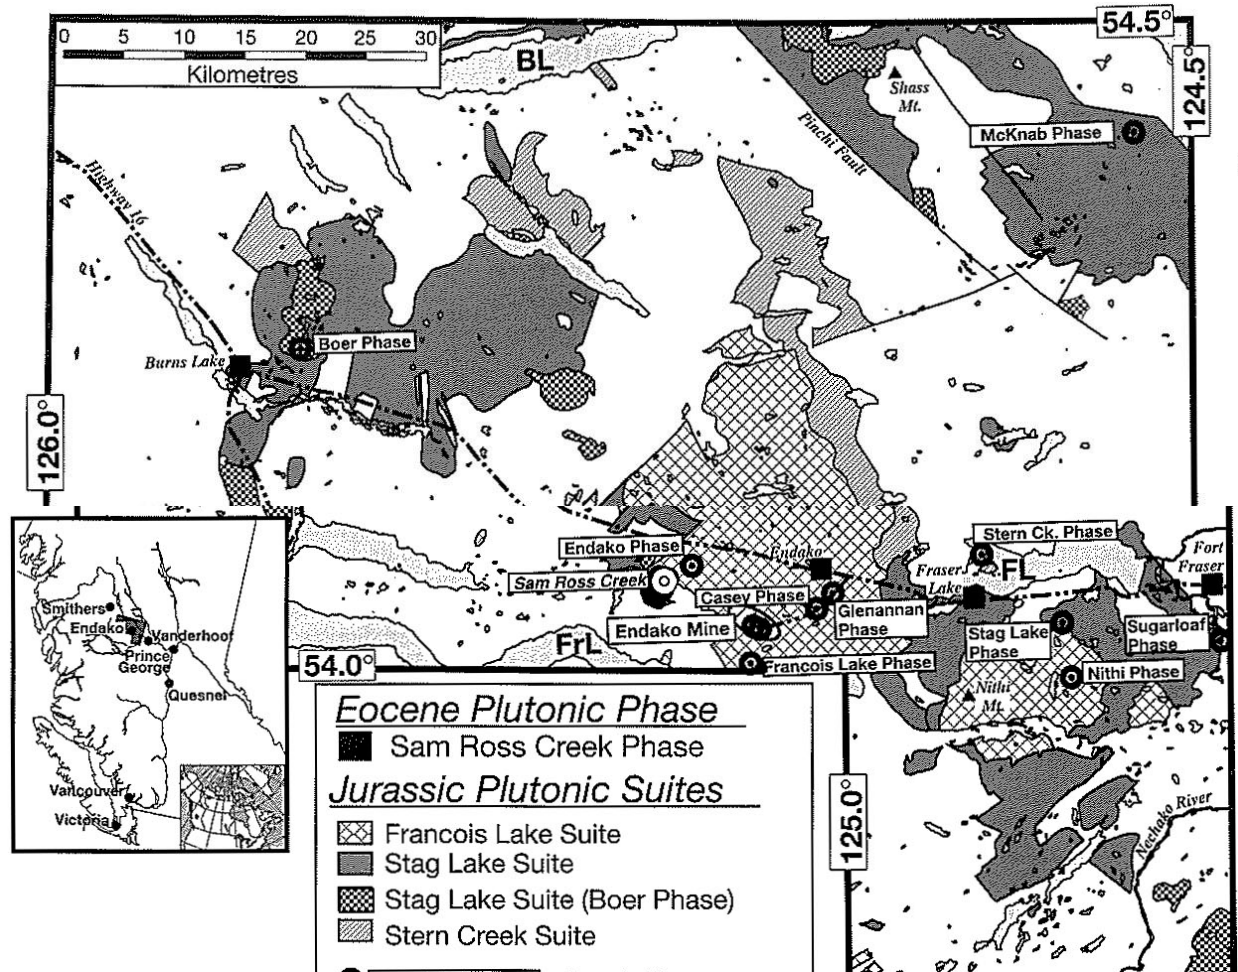 0 5 10 15 20 25 30
Kilometres
BL
54.5°
124.5°
Shass
Mt.
McKnab Phase
Pinchi Fault
Highway 16
Boer Phase
Burns Lake
126.0°
Stern Ck. Phase
Fort
Fraser
Endako Phase
Endako
Fraser
Lake
FL
Sam Ross Creek
Casey Phase
Glenannan
Phase
Endako Mine
Stag Lake
Phase
Sugarloaf
Phase
FrL
54.0°
Francois Lake Phase
Nithi Phase
Nithi
Mt.
Smithers
Endako
Vanderhoof
Prince
George
Quesnel
Vancouver
Victoria
125.0°
Nechako River
Eocene Plutonic Phase
Sam Ross Creek Phase
Jurassic Plutonic Suites
Francois Lake Suite
Stag Lake Suite
Stag Lake Suite (Boer Phase)
Stern Creek Suite